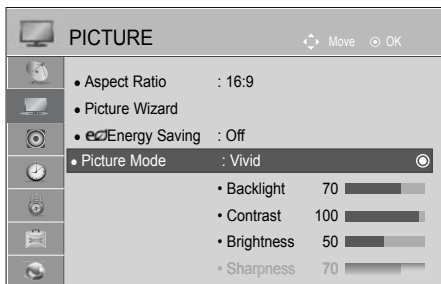 PICTURE Move OK
• Aspect Ratio : 16:9
• Picture Wizard
• eco Energy Saving : Off
• Picture Mode : Vivid
• Backlight 70
• Contrast 100
• Brightness 50
• Sharpness 70